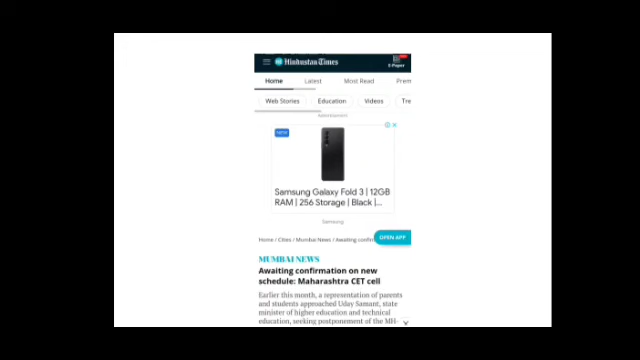 Hindustan Times
E-Paper
Home Latest Most Read Prem
Web Stories Education Videos Tre
Advertisement
NEW
Samsung Galaxy Fold 3 | 12GB
RAM | 256 Storage | Black |...
Samsung
Home / Cities / Mumbai News / Awaiting confirm
OPEN APP
MUMBAI NEWS
Awaiting confirmation on new
schedule: Maharashtra CET cell
Earlier this month, a representation of parents
and students approached Uday Samant, state
minister of higher education and technical
education, seeking postponement of the MH-